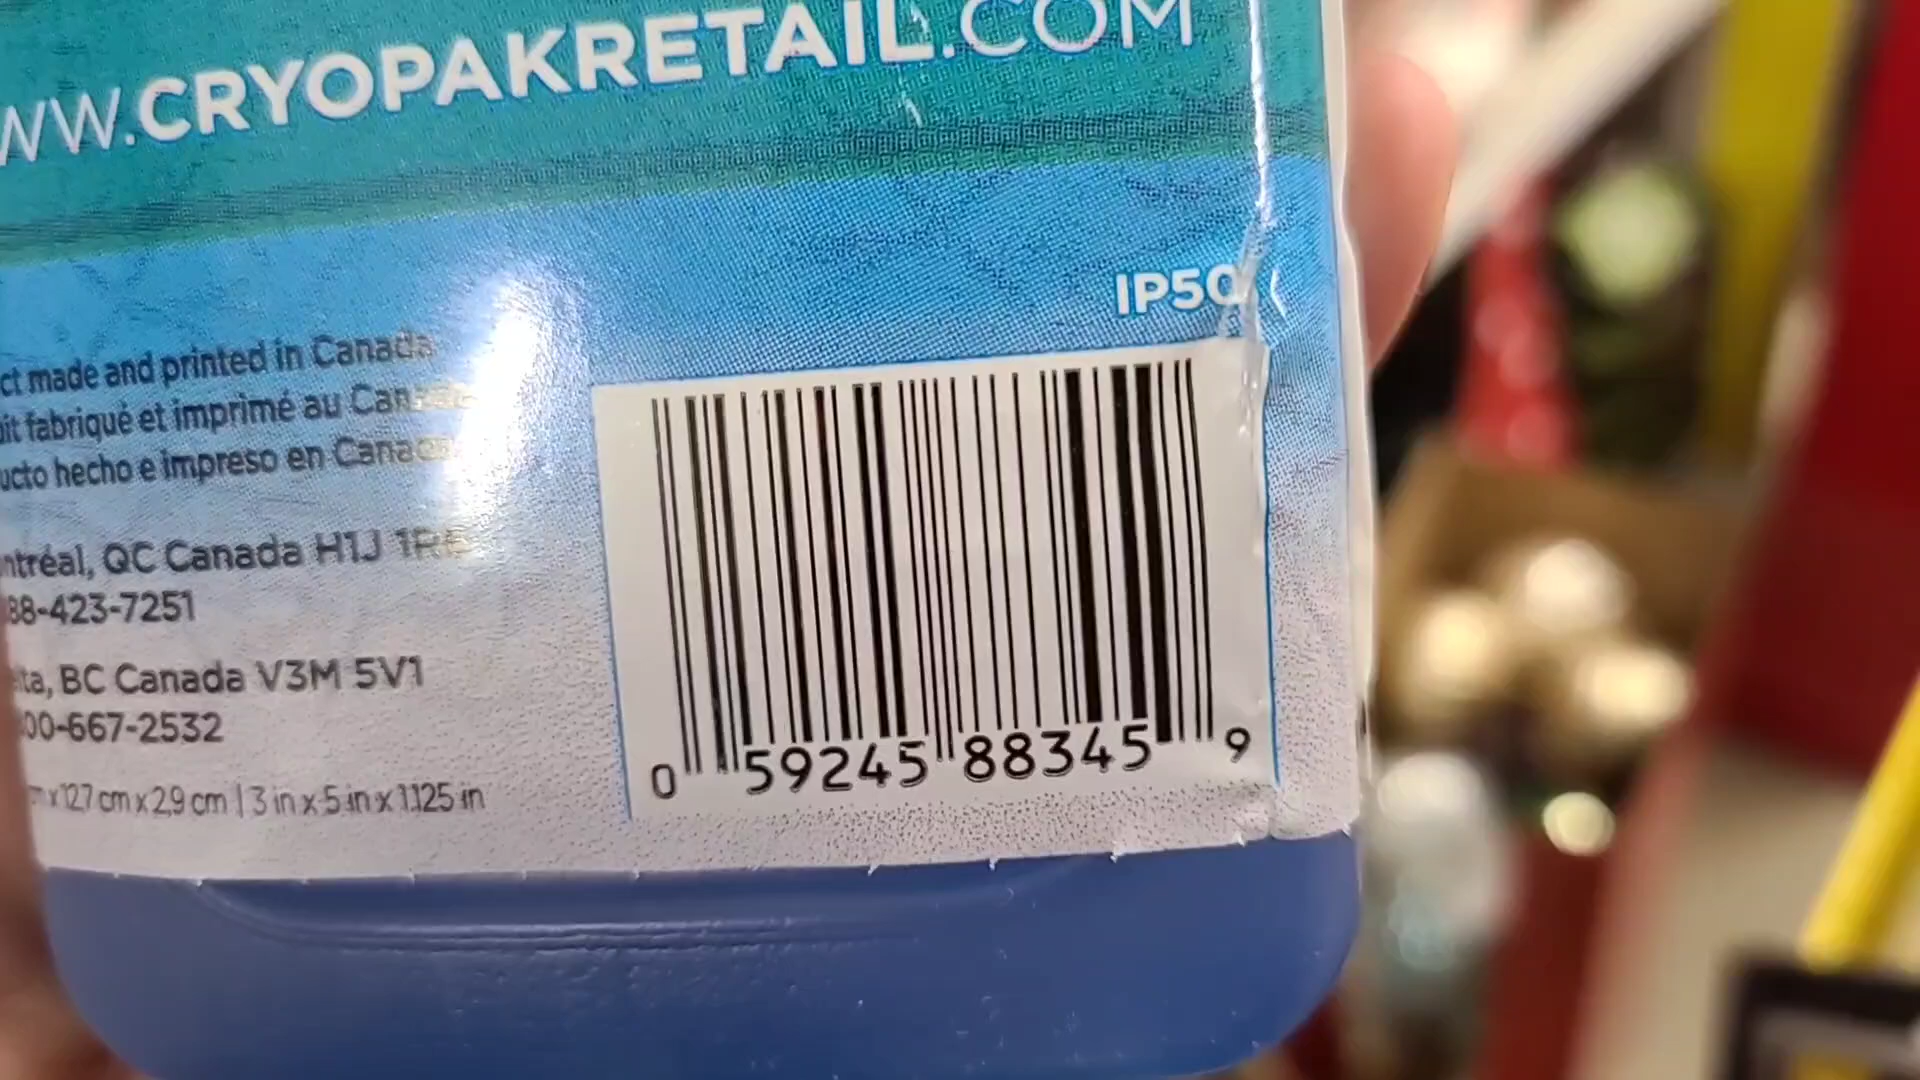 WW.CRYOPAKRETAIL.COM
IP50
ct made and printed in Canada
it fabriqué et imprimé au Canada
ucto hecho e impreso en Canadá
ntréal, QC Canada H1J
88-423-7251
ta, BC Canada V3M 5V1
00-667-2532
m x 12,7 cm x 2,9 cm | 3 in x 5 in x 1.125 in
0 59245 88345 9